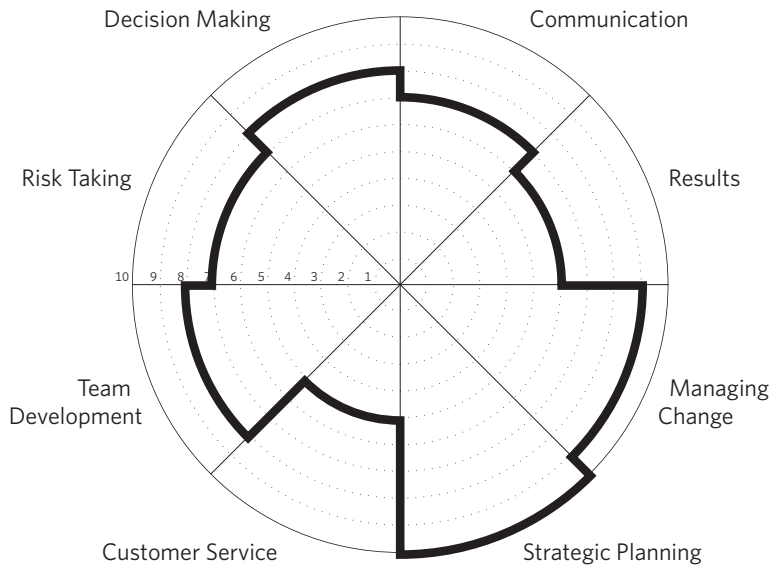 Decision Making
Communication
Risk Taking
Results
10 9 8 7 6 5 4 3 2 1
Team
Development
Managing
Change
Customer Service
Strategic Planning